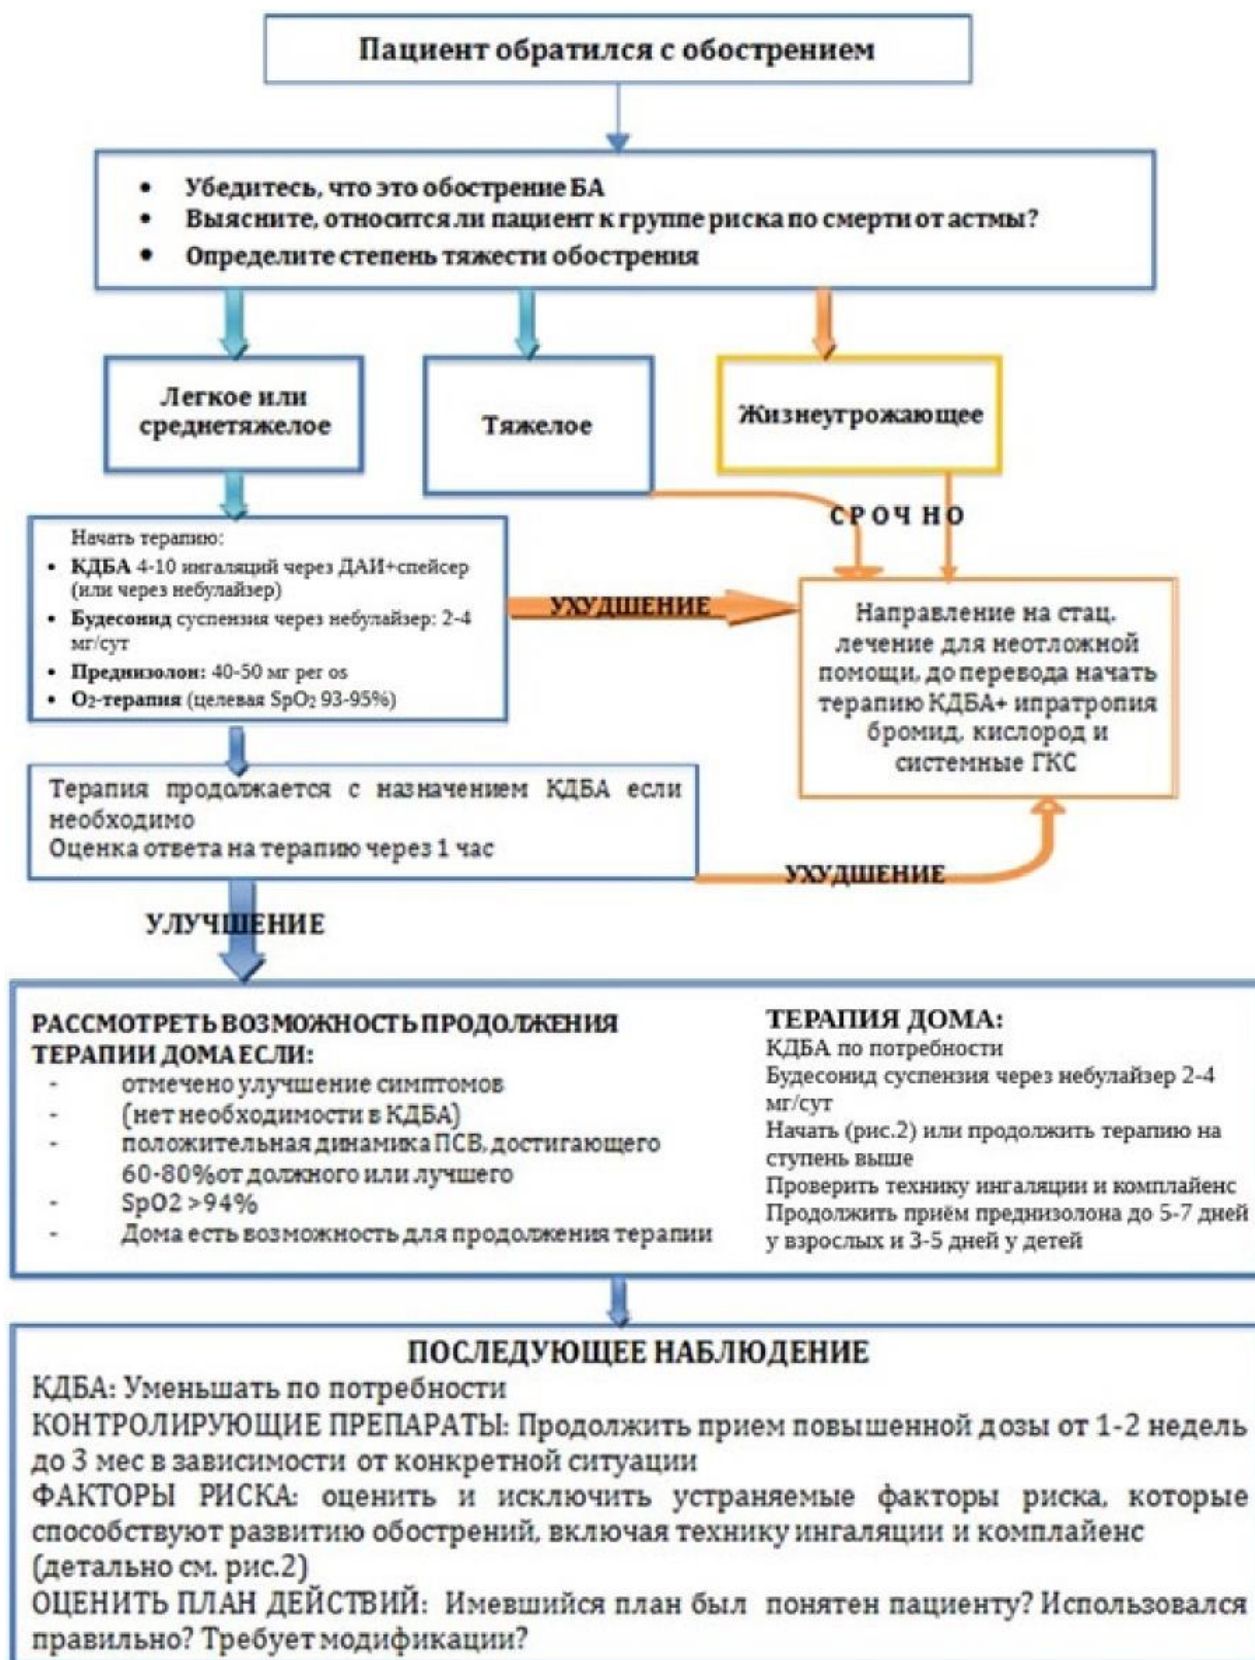 Пациент обратился с обострением
• Убедитесь, что это обострение БА
• Выясните, относится ли пациент к группе риска по смерти от астмы?
• Определите степень тяжести обострения
Легкое или
среднетяжелое
Тяжелое
Жизнеугрожающее
СРОЧНО
Начать терапию:
• КДБА 4-10 ингаляций через ДАИ+спейсер
(или через небулайзер)
• Будесонид суспензия через небулайзер: 2-4
мг/сут
• Преднизолон: 40-50 мг per os
• О2-терапия (целевая SpO2 93-95%)
УХУДШЕНИЕ
Направление на стац.
лечение для неотложной
помощи, до перевода начать
терапию КДБА+ ипратропия
бромид, кислород и
системные ГКС
Терапия продолжается с назначением КДБА если
необходимо
Оценка ответа на терапию через 1 час
УХУДШЕНИЕ
УЛУЧШЕНИЕ
РАССМОТРЕТЬ ВОЗМОЖНОСТЬ ПРОДОЛЖЕНИЯ
ТЕРАПИИ ДОМА ЕСЛИ:
- отмечено улучшение симптомов
- (нет необходимости в КДБА)
- положительная динамика ПСВ, достигающего
60-80% от должного или лучшего
- SpO2 >94%
- Дома есть возможность для продолжения терапии
ТЕРАПИЯ ДОМА:
КДБА по потребности
Будесонид суспензия через небулайзер 2-4
мг/сут
Начать (рис.2) или продолжить терапию на
ступень выше
Проверить технику ингаляции и комплайенс
Продолжить приём преднизолона до 5-7 дней
у взрослых и 3-5 дней у детей
ПОСЛЕДУЮЩЕЕ НАБЛЮДЕНИЕ
КДБА: Уменьшать по потребности
КОНТРОЛИРУЮЩИЕ ПРЕПАРАТЫ: Продолжить прием повышенной дозы от 1-2 недель
до 3 мес в зависимости от конкретной ситуации
ФАКТОРЫ РИСКА: оценить и исключить устраняемые факторы риска, которые
способствуют развитию обострений, включая технику ингаляции и комплайенс
(детально см. рис.2)
ОЦЕНИТЬ ПЛАН ДЕЙСТВИЙ: Имевшийся план был понятен пациенту? Использовался
правильно? Требует модификации?